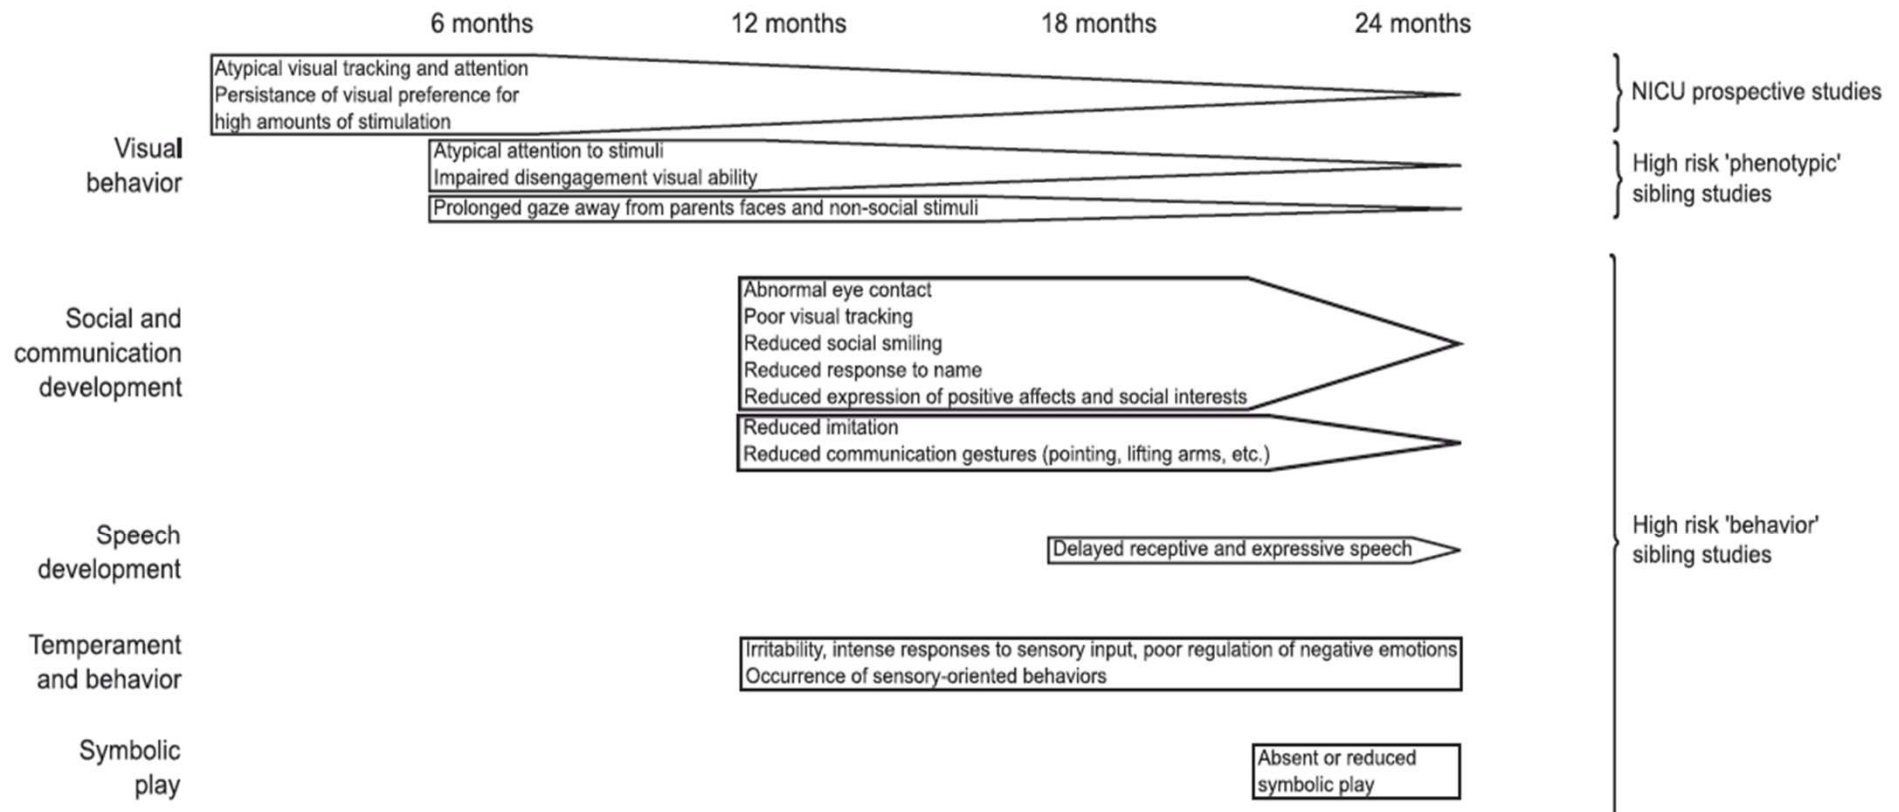 6 months 12 months 18 months 24 months
Atypical visual tracking and attention
Persistance of visual preference for
high amounts of stimulation
NICU prospective studies
Visual
behavior
Atypical attention to stimuli
Impaired disengagement visual ability
Prolonged gaze away from parents faces and non-social stimuli
High risk 'phenotypic'
sibling studies
Social and
communication
development
Abnormal eye contact
Poor visual tracking
Reduced social smiling
Reduced response to name
Reduced expression of positive affects and social interests
Reduced imitation
Reduced communication gestures (pointing, lifting arms, etc.)
Speech
development
Delayed receptive and expressive speech
High risk 'behavior'
sibling studies
Temperament
and behavior
Irritability, intense responses to sensory input, poor regulation of negative emotions
Occurrence of sensory-oriented behaviors
Symbolic
play
Absent or reduced
symbolic play